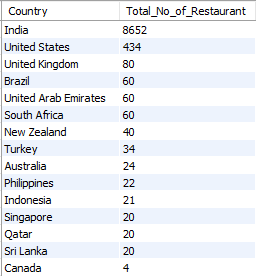 Country Total_No_of_Restaurant
India 8652
United States 434
United Kingdom 80
Brazil 60
United Arab Emirates 60
South Africa 60
New Zealand 40
Turkey 34
Australia 24
Philippines 22
Indonesia 21
Singapore 20
Qatar 20
Sri Lanka 20
Canada 4